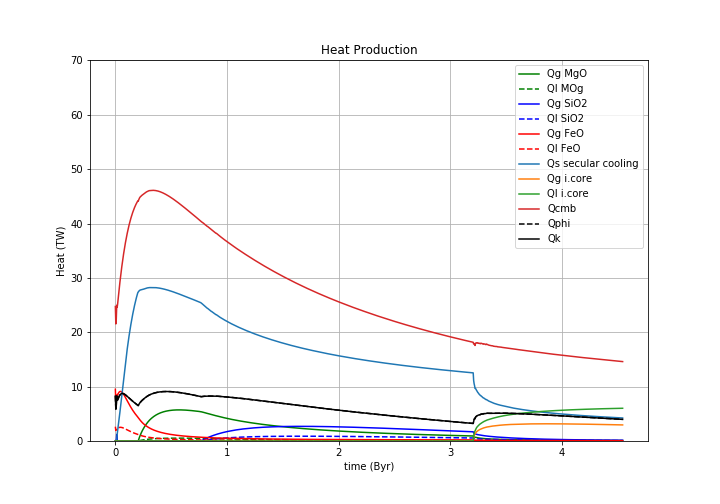 Heat Production
70
60
50
40
30
20
10
0
Heat (TW)
0
1
2
3
4
time (Byr)
Qg MgO
Ql MOg
Qg SiO2
Ql SiO2
Qg FeO
Ql FeO
Qs secular cooling
Qg i.core
Ql i.core
Qcmb
Qphi
Qk